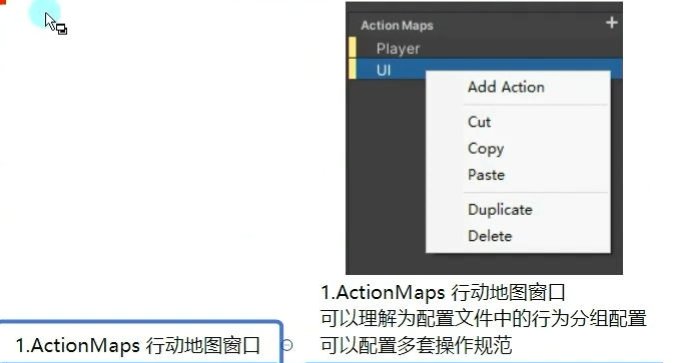 Action Maps
Player
UI
Add Action
Cut
Copy
Paste
Duplicate
Delete
1.ActionMaps 行动地图窗口
可以理解为配置文件中的行为分组配置
可以配置多套操作规范
1.ActionMaps 行动地图窗口